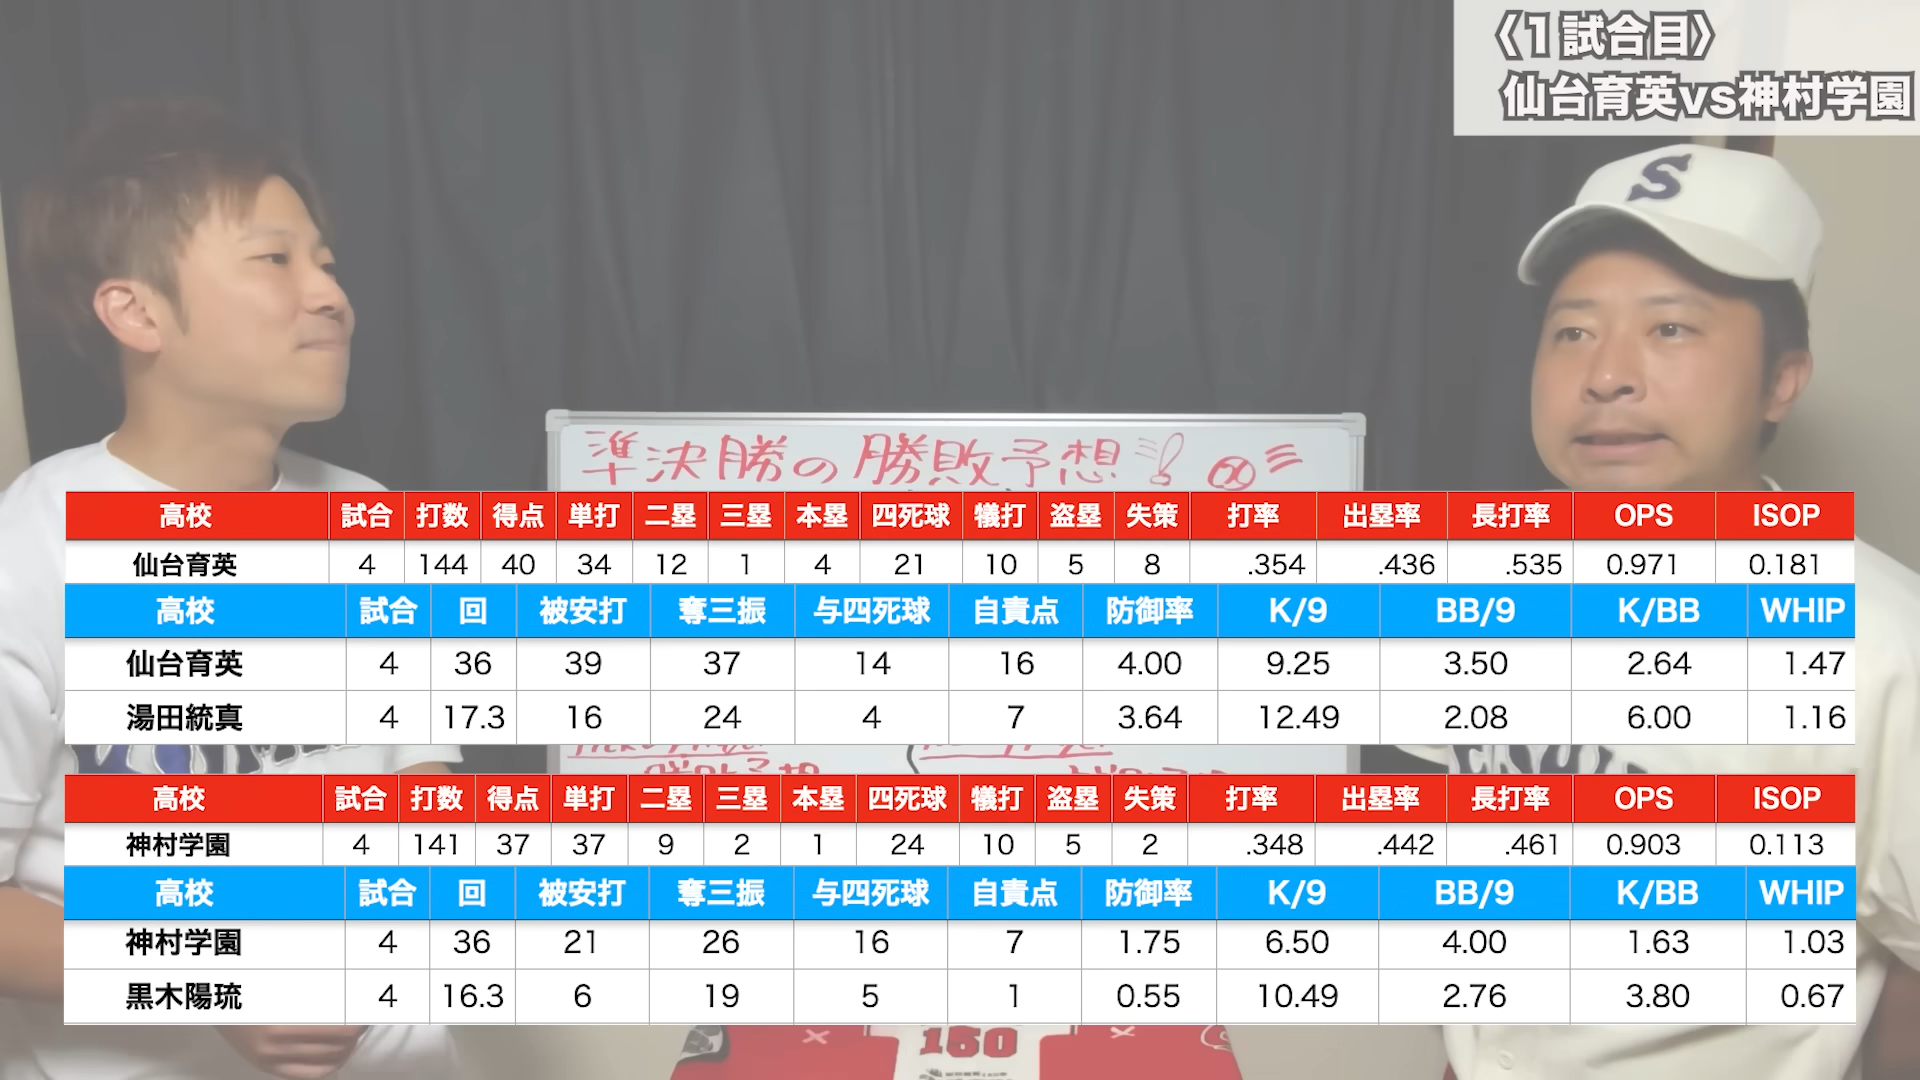 〈1試合目〉
仙台育英vs神村学園
S
準決勝の勝敗予想
高校 試合 打数 得点 単打 二塁 三塁 本塁 四死球 犠打 盗塁 失策 打率 出塁率 長打率 OPS ISOP
仙台育英 4 144 40 34 12 1 4 21 10 5 8 .354 .436 .535 0.971 0.181
高校 試合 回 被安打 奪三振 与四死球 自責点 防御率 K/9 BB/9 K/BB WHIP
仙台育英 4 36 39 37 14 16 4.00 9.25 3.50 2.64 1.47
湯田統真 4 17.3 16 24 4 7 3.64 12.49 2.08 6.00 1.16
高校 試合 打数 得点 単打 二塁 三塁 本塁 四死球 犠打 盗塁 失策 打率 出塁率 長打率 OPS ISOP
神村学園 4 141 37 37 9 2 1 24 10 5 2 .348 .442 .461 0.903 0.113
高校 試合 回 被安打 奪三振 与四死球 自責点 防御率 K/9 BB/9 K/BB WHIP
神村学園 4 36 21 26 16 7 1.75 6.50 4.00 1.63 1.03
黒木陽琉 4 16.3 6 19 5 1 0.55 10.49 2.76 3.80 0.67
150